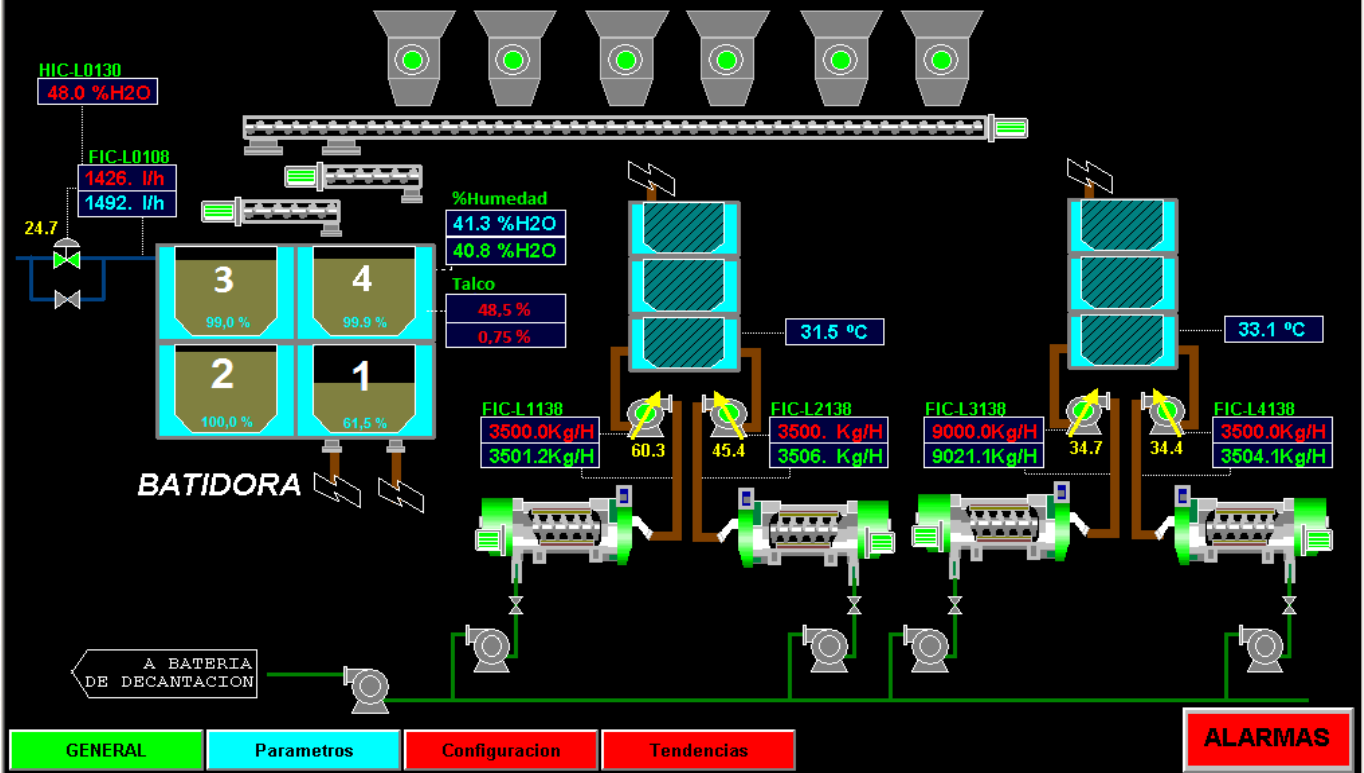 HIC-L0130
48.0 %H2O
FIC-L0108
1426. l/h
1492. l/h
24.7
%Humedad
41.3 %H2O
40.8 %H2O
Talco
48,5 %
0,75 %
3
99,0 %
4
99.9 %
2
100,0 %
1
61,5 %
BATIDORA
31.5 ºC
33.1 ºC
FIC-L1138
3500.0Kg/H
3501.2Kg/H
60.3
45.4
FIC-L2138
3500. Kg/H
3506. Kg/H
FIC-L3138
9000.0Kg/H
9021.1Kg/H
34.7
34.4
FIC-L4138
3500.0Kg/H
3504.1Kg/H
A BATERIA
DE DECANTACION
GENERAL
Parametros
Configuracion
Tendencias
ALARMAS